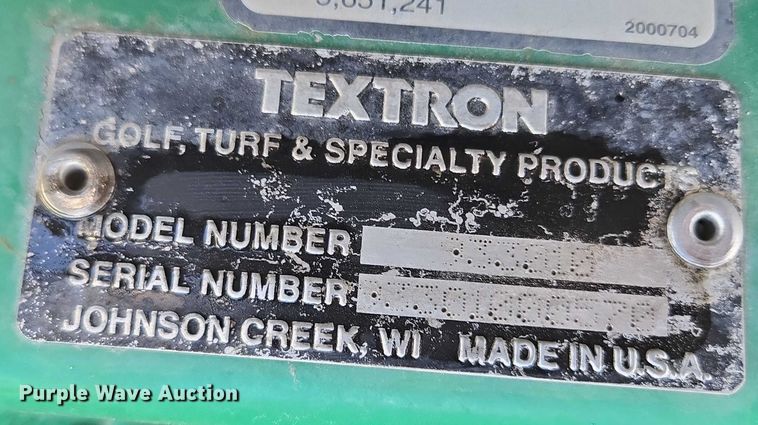 2000704
TEXTRON
GOLF, TURF & SPECIALTY PRODUCTS
MODEL NUMBER
SERIAL NUMBER
JOHNSON CREEK, WI MADE IN U.S.A.
Purple Wave Auction